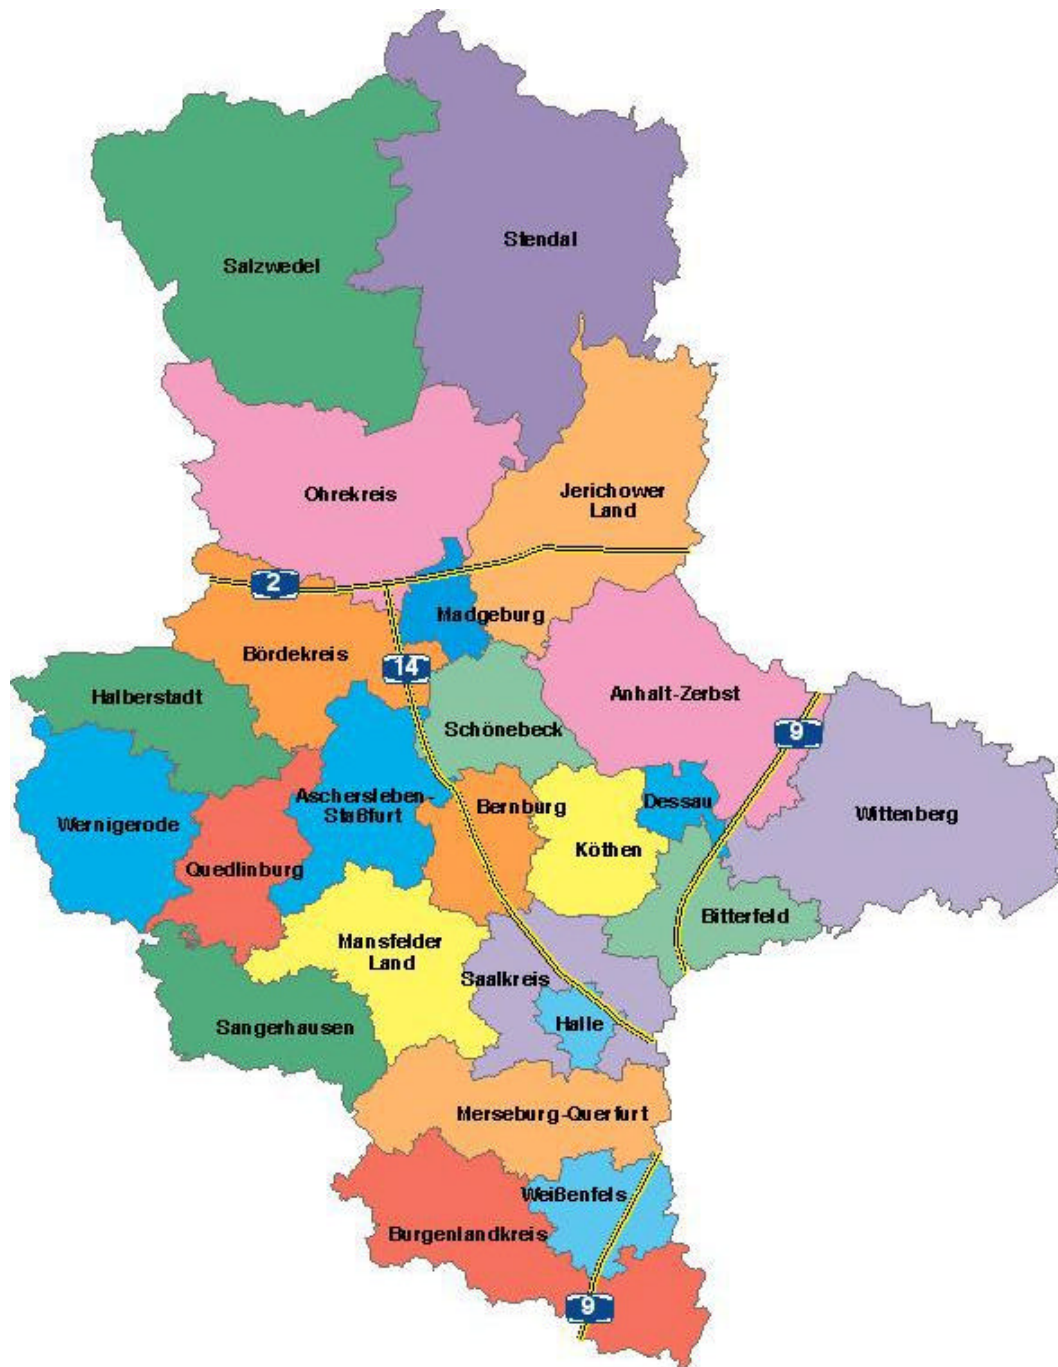 Stendal
Salzwedel
Ohrekreis
Jerichower
Land
2
Madgeburg
Bördekreis
14
Halberstadt
Anhalt-Zerbst
9
Schönebeck
Aschersleben-
Staßfurt
Bernburg
Dessau
Wittenberg
Wernigerode
Köthen
Quedlinburg
Bitterfeld
Mansfelder
Land
Saalkreis
Halle
Sangerhausen
Merseburg-Querfurt
Weißenfels
Burgenlandkreis
9